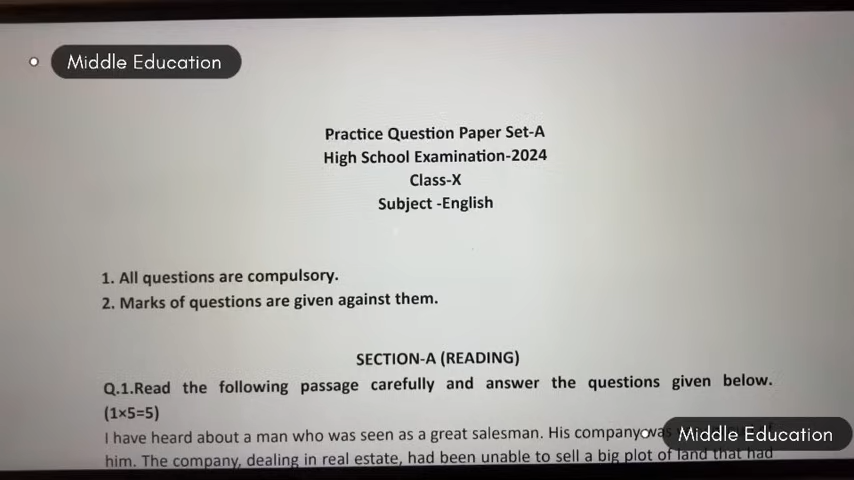 Middle Education
Practice Question Paper Set-A
High School Examination-2024
Class-X
Subject -English
1. All questions are compulsory.
2. Marks of questions are given against them.
SECTION-A (READING)
Q.1.Read the following passage carefully and answer the questions given below.
(1×5=5)
I have heard about a man who was seen as a great salesman. His company was
Middle Education
him. The company, dealing in real estate, had been unable to sell a big plot of land that had